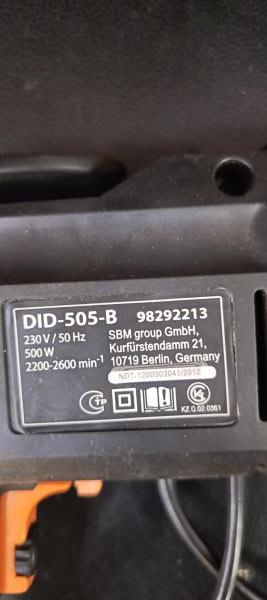 DID-505-B 98292213
230 V / 50 Hz
500 W
2200-2600 min⁻¹
SBM group GmbH,
Kurfürstendamm 21,
10719 Berlin, Germany
NDT-1200303041/2012
KZ.O.02.0361